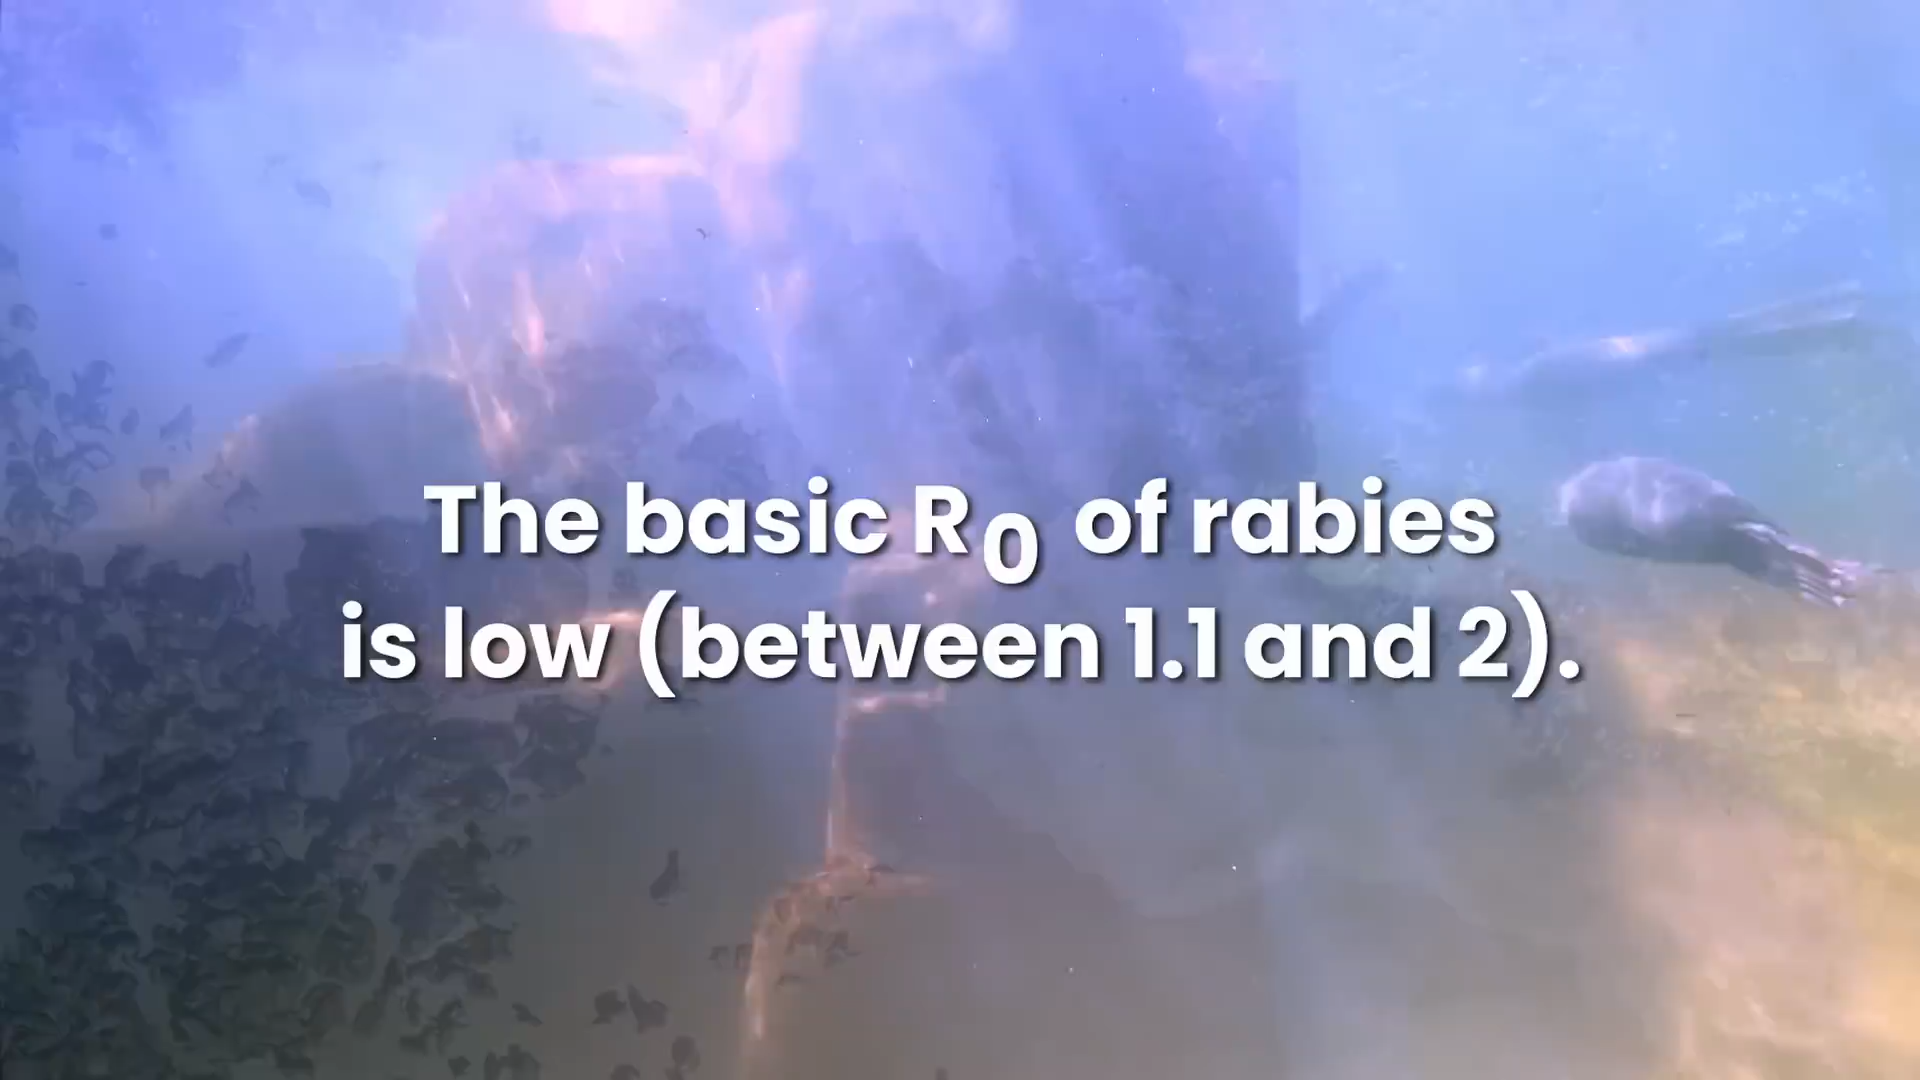 The basic R₀ of rabies
is low (between 1.1 and 2).